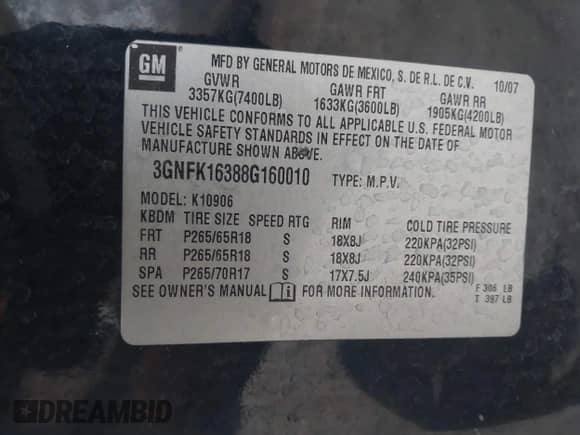 GM
MFD BY GENERAL MOTORS DE MEXICO, S. DE R.L. DE C.V. 10/07
GVWR GAWR FRT GAWR RR
3357KG(7400LB) 1633KG(3600LB) 1905KG(4200LB)
THIS VEHICLE CONFORMS TO ALL APPLICABLE U.S. FEDERAL MOTOR
VEHICLE SAFETY STANDARDS IN EFFECT ON THE DATE OF
MANUFACTURE SHOWN ABOVE.
3GNFK16388G160010 TYPE: M.P.V.
MODEL: K10906
KBDM TIRE SIZE SPEED RTG RIM COLD TIRE PRESSURE
FRT P265/65R18 S 18X8J 220KPA(32PSI)
RR P265/65R18 S 18X8J 220KPA(32PSI)
SPA P265/70R17 S 17X7.5J 240KPA(35PSI)
SEE OWNER'S MANUAL i FOR MORE INFORMATION. F 306 LB
T 397 LB
DREAMBID